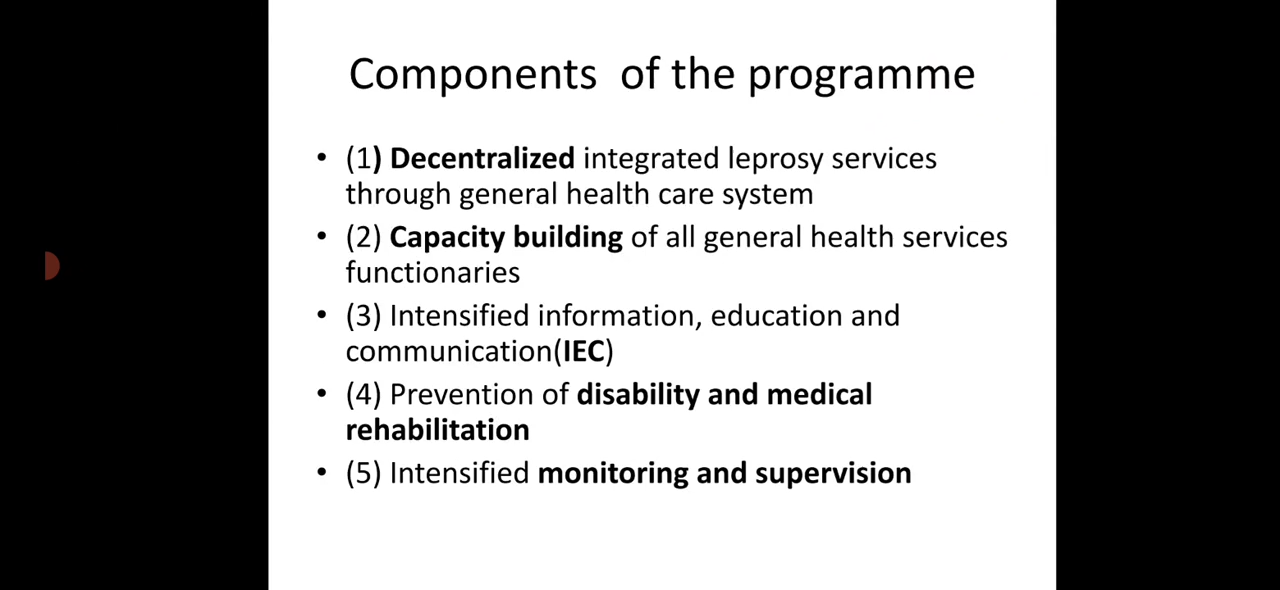 Components  of the programme
• (1) Decentralized integrated leprosy services
through general health care system
• (2) Capacity building of all general health services
functionaries
• (3) Intensified information, education and
communication(IEC)
• (4) Prevention of disability and medical
rehabilitation
• (5) Intensified monitoring and supervision